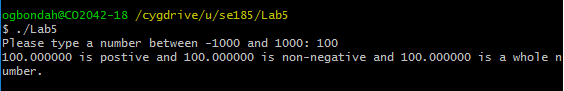 ogbondah@CO2042-18 /cygdrive/u/se185/Lab5
$ ./Lab5
Please type a number between -1000 and 1000: 100
100.000000 is postive and 100.000000 is non-negative and 100.000000 is a whole n
umber.